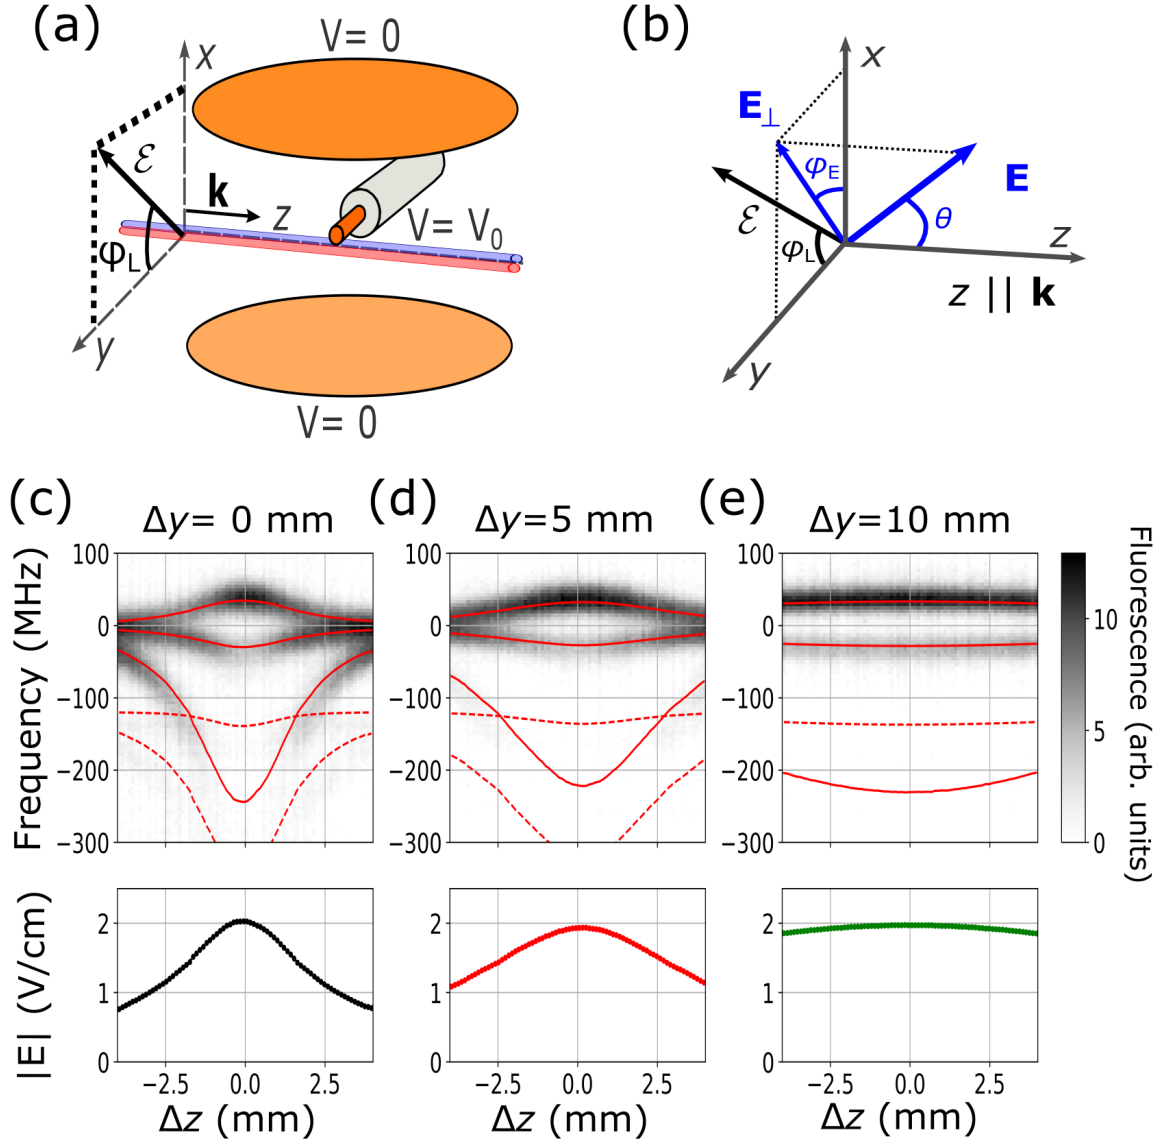 (a)
V= 0
x
ℰ
k
z
V= V₀
φL
y
V= 0
(b)
x
E⊥
φE
E
ℰ
θ
φL
z
z || k
y
(c) (d) (e)
Δy= 0 mm Δy=5 mm Δy=10 mm
Frequency (MHz)
100 100 100
0 0 0
−100 −100 −100
−200 −200 −200
−300 −300 −300
10
5
0
Fluorescence (arb. units)
|E| (V/cm)
2 2 2
1 1 1
0 0 0
−2.5 0.0 2.5 −2.5 0.0 2.5 −2.5 0.0 2.5
Δz (mm) Δz (mm) Δz (mm)